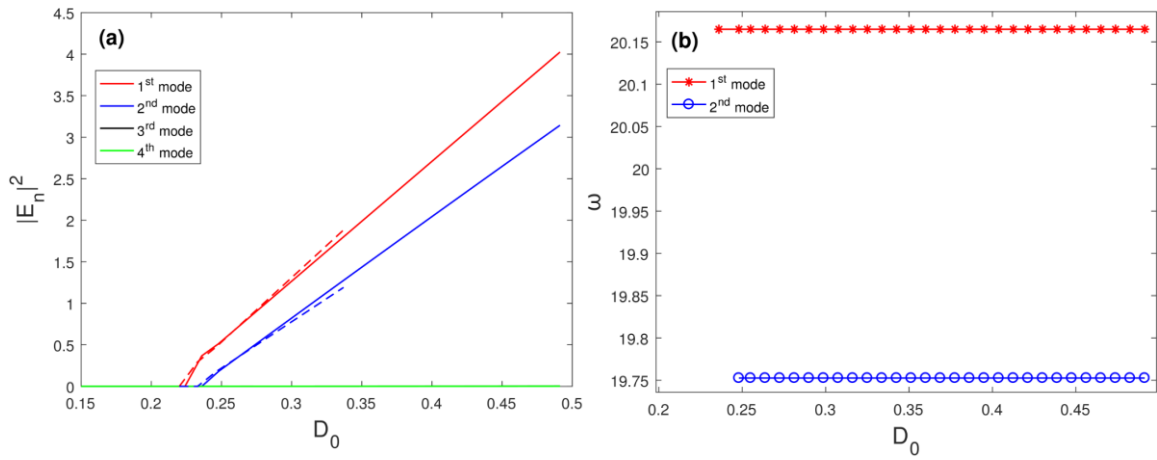 (a)
1st mode
2nd mode
3rd mode
4th mode
|En|2
4.5
4
3.5
3
2.5
2
1.5
1
0.5
0
0.15 0.2 0.25 0.3 0.35 0.4 0.45 0.5
D0
(b)
1st mode
2nd mode
ω
20.15
20.1
20.05
20
19.95
19.9
19.85
19.8
19.75
0.2 0.25 0.3 0.35 0.4 0.45
D0